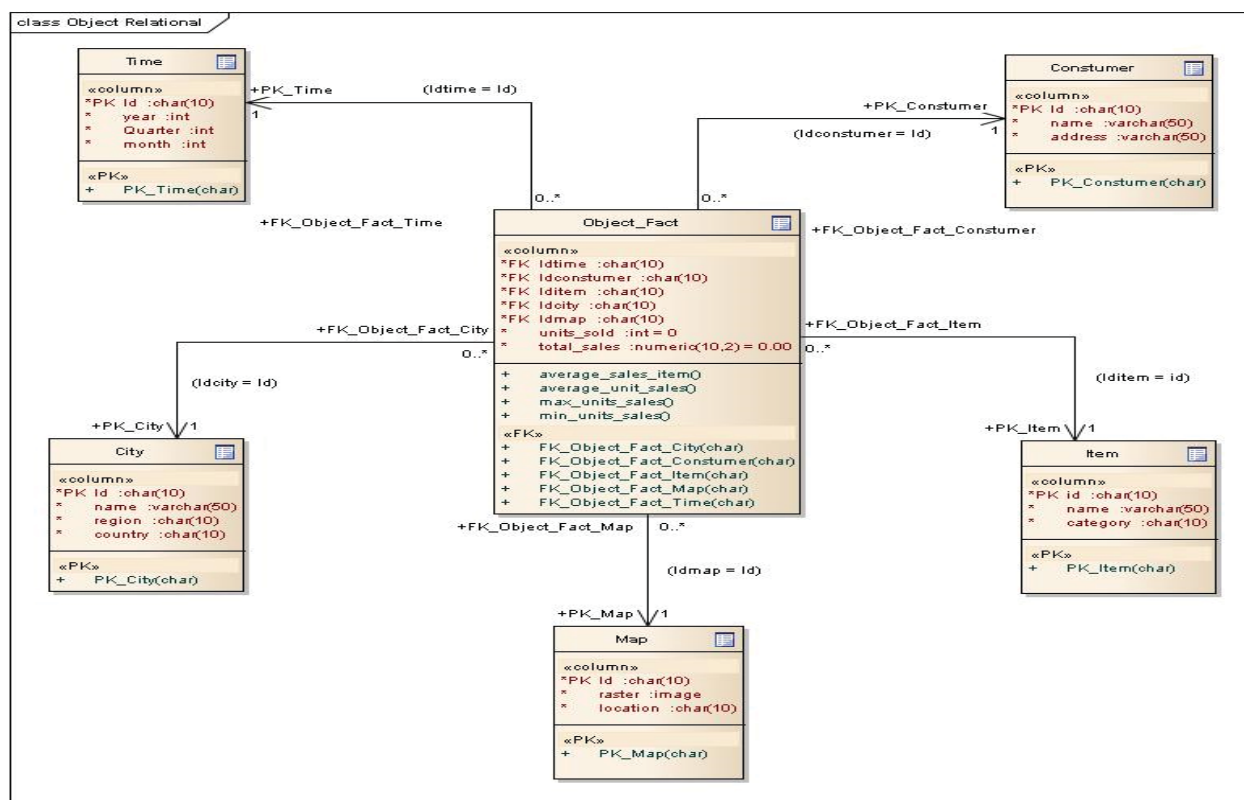 class Object Relational
Time
«column»
*PK Id :char(10)
* year :int
* Quarter :int
* month :int
«PK»
+ PK_Time(char)
+PK_Time
1
(Idtime = Id)
0..*
+FK_Object_Fact_Time
Constumer
«column»
*PK Id :char(10)
* name :varchar(50)
* address :varchar(50)
«PK»
+ PK_Constumer(char)
+PK_Constumer
1
(Idconstumer = Id)
0..*
+FK_Object_Fact_Constumer
Object_Fact
«column»
*FK Idtime :char(10)
*FK Idconstumer :char(10)
*FK Iditem :char(10)
*FK Idcity :char(10)
*FK Idmap :char(10)
* units_sold :int = 0
* total_sales :numeric(10,2) = 0.00
+ average_sales_item()
+ average_unit_sales()
+ max_units_sales()
+ min_units_sales()
«FK»
+ FK_Object_Fact_City(char)
+ FK_Object_Fact_Constumer(char)
+ FK_Object_Fact_Item(char)
+ FK_Object_Fact_Map(char)
+ FK_Object_Fact_Time(char)
+FK_Object_Fact_City
0..*
(Idcity = Id)
+PK_City
1
City
«column»
*PK Id :char(10)
* name :varchar(50)
* region :char(10)
* country :char(10)
«PK»
+ PK_City(char)
+FK_Object_Fact_Item
0..*
(Iditem = id)
+PK_Item
1
Item
«column»
*PK id :char(10)
* name :varchar(50)
* category :char(10)
«PK»
+ PK_Item(char)
+FK_Object_Fact_Map
0..*
(Idmap = Id)
+PK_Map
1
Map
«column»
*PK Id :char(10)
* raster :image
* location :char(10)
«PK»
+ PK_Map(char)